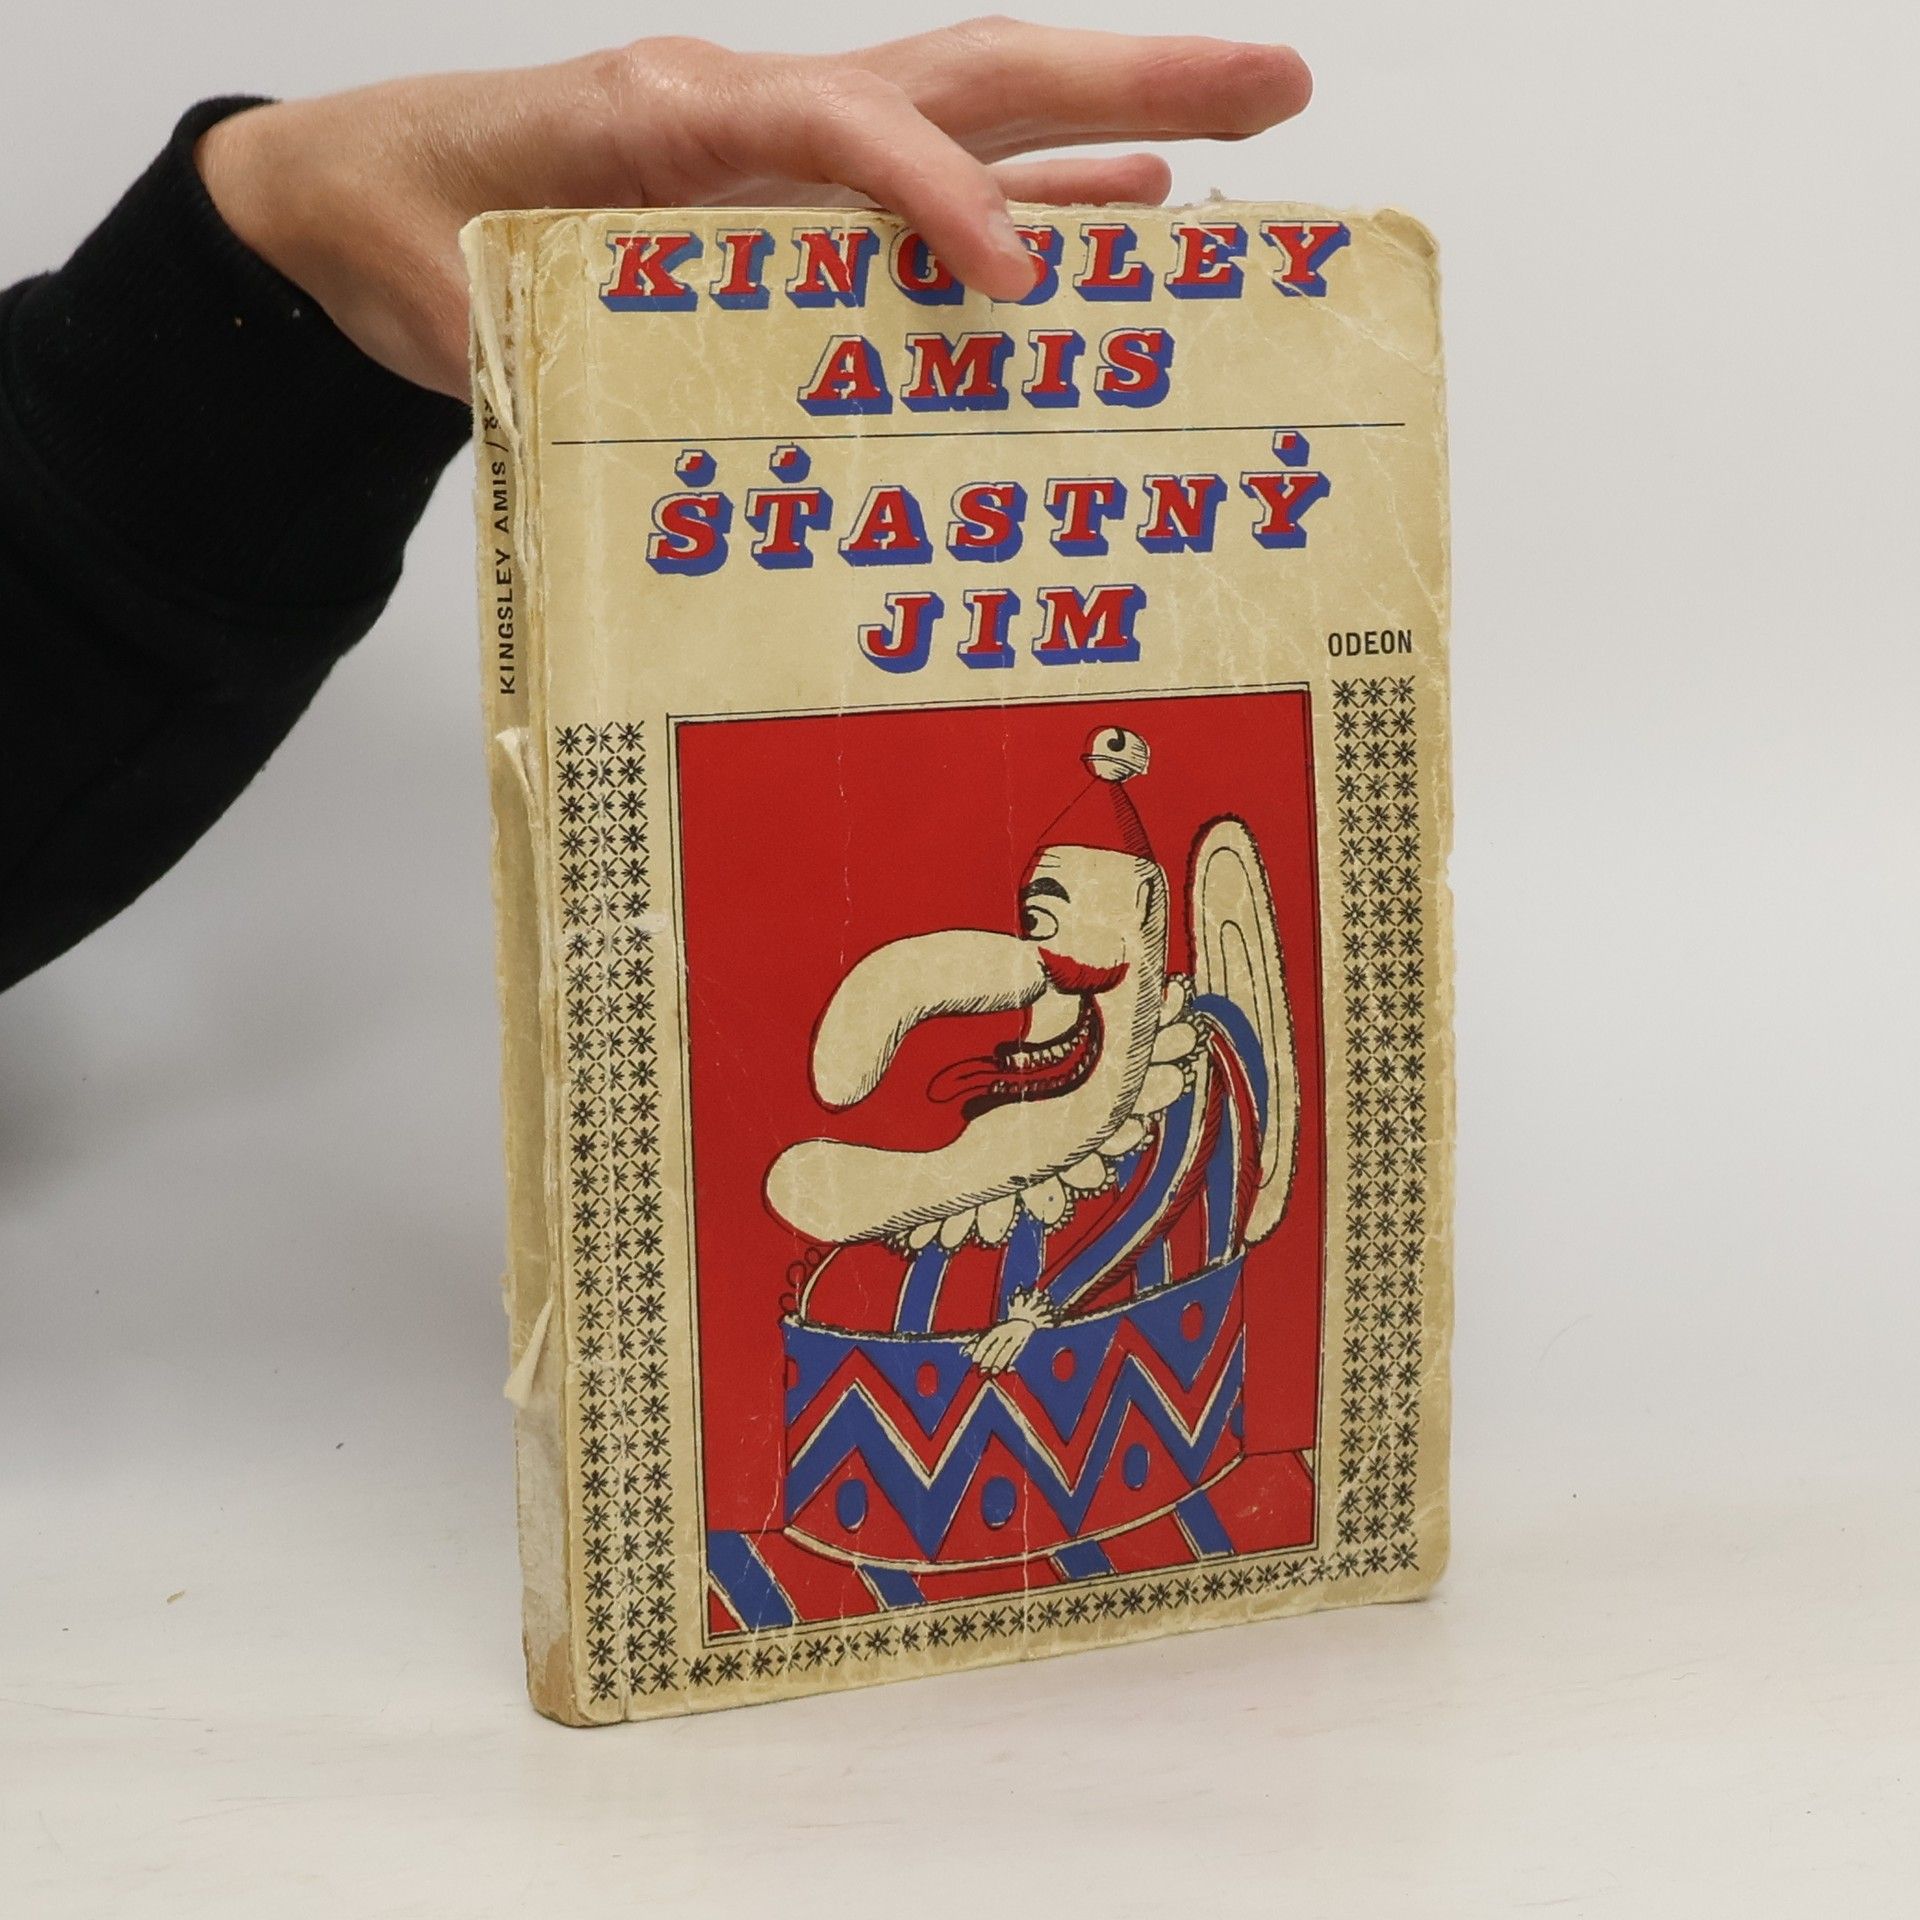 KINGSLEY
AMIS
ŠŤASTNÝ
JIM
ODEON
KINGSLEY AMIS /